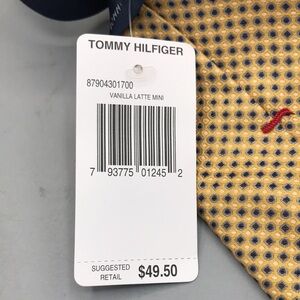 TOMMY HILFIGER
87904301700
VANILLA LATTE MINI
7 93775 01245 2
SUGGESTED RETAIL $49.50